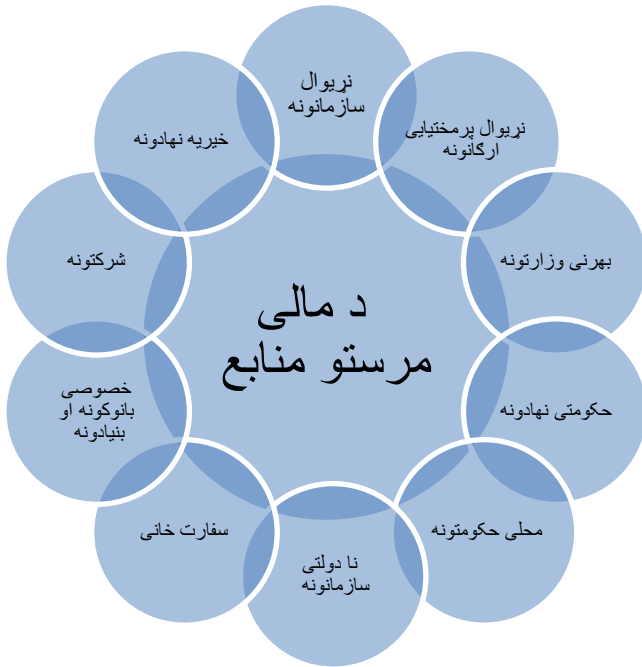 د مالی
مرستو منابع
نړیوال
سازمانونه
نړیوال پرمختیایی
ارګانونه
بهرنی وزارتونه
حکومتی نهادونه
محلی حکومتونه
نا دولتی
سازمانونه
سفارت خانی
خصوصی
بانوکونه او
بنیادونه
شرکتونه
خیریه نهادونه